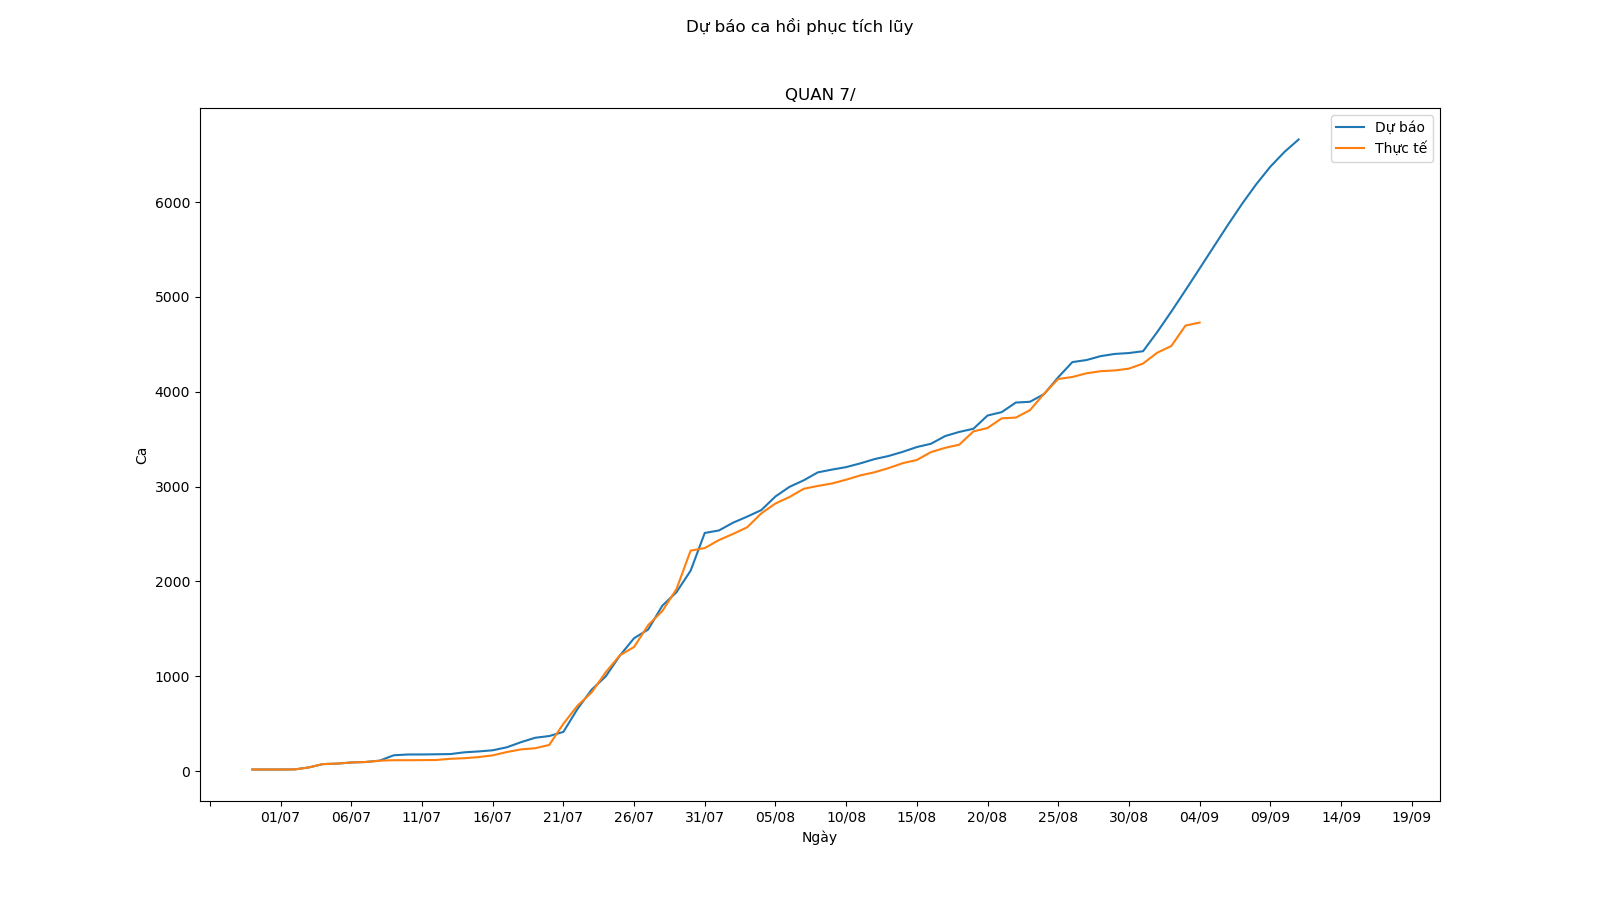 Dự báo ca hồi phục tích lũy
QUAN 7/
Dự báo
Thực tế
6000
5000
4000
3000
2000
1000
0
Ca
01/07 06/07 11/07 16/07 21/07 26/07 31/07 05/08 10/08 15/08 20/08 25/08 30/08 04/09 09/09 14/09 19/09
Ngày